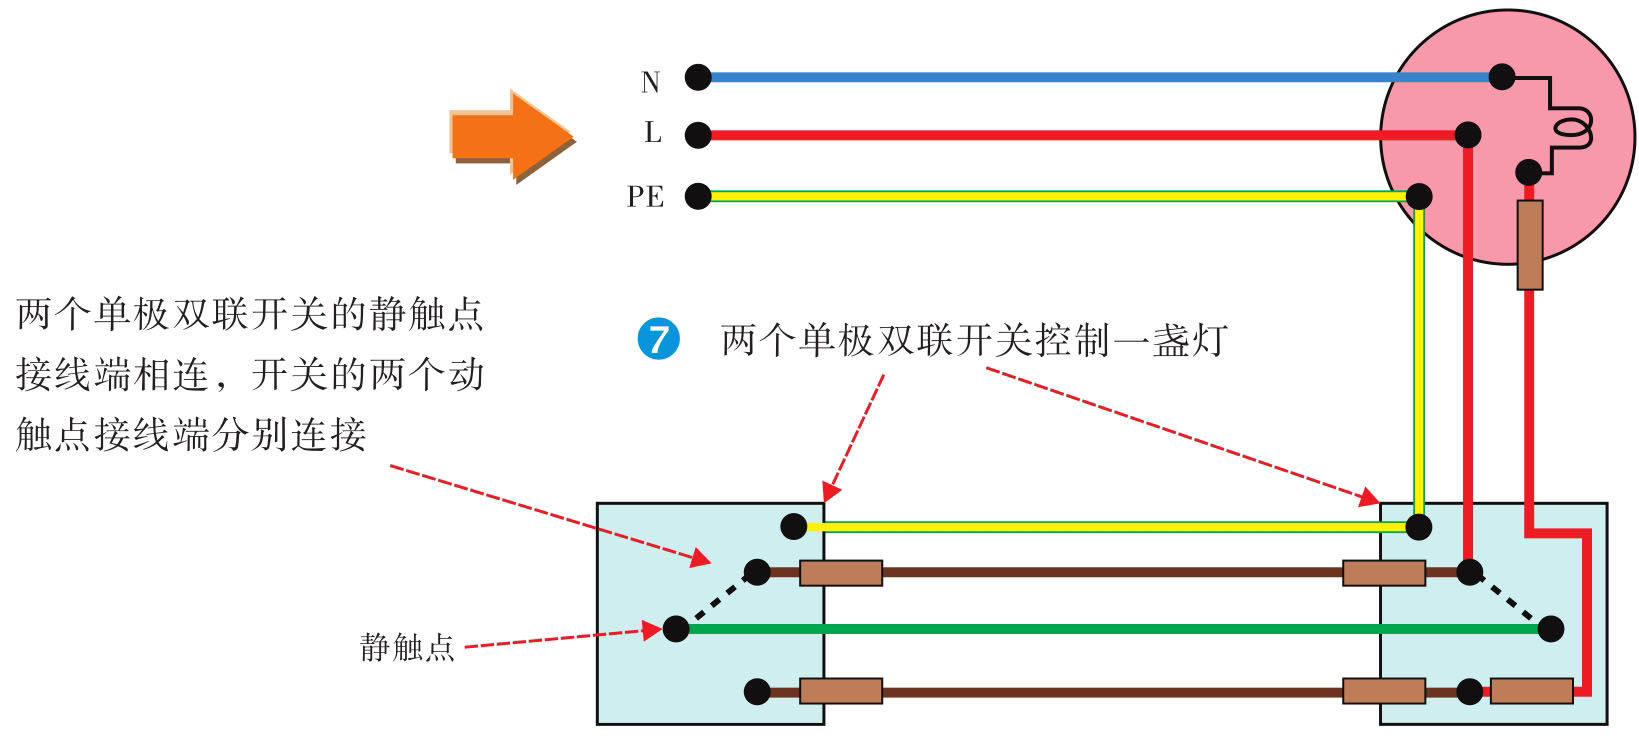 N
L
PE
两个单极双联开关的静触点
接线端相连，开关的两个动
触点接线端分别连接
7 两个单极双联开关控制一盏灯
静触点